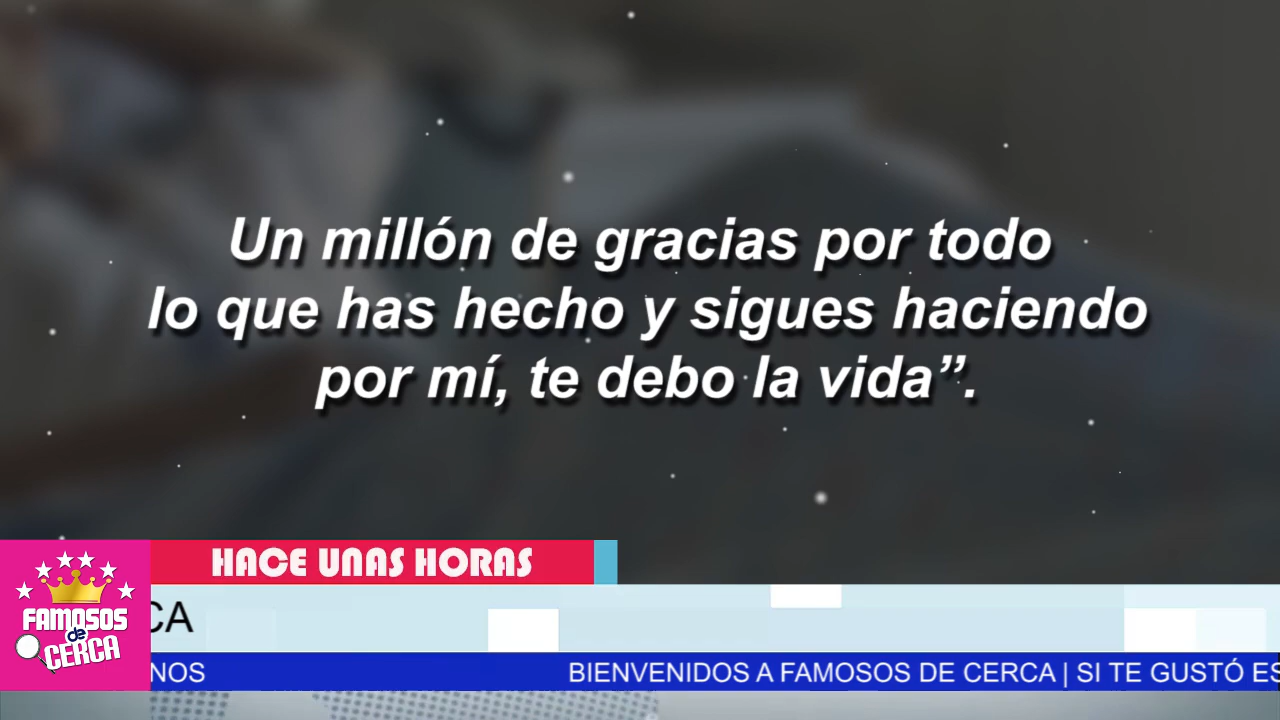 Un millón de gracias por todo
lo que has hecho y sigues haciendo
por mí, te debo la vida”.
HACE UNAS HORAS
FAMOSOS
de
CERCA
CA
NOS
BIENVENIDOS A FAMOSOS DE CERCA | SI TE GUSTÓ ES